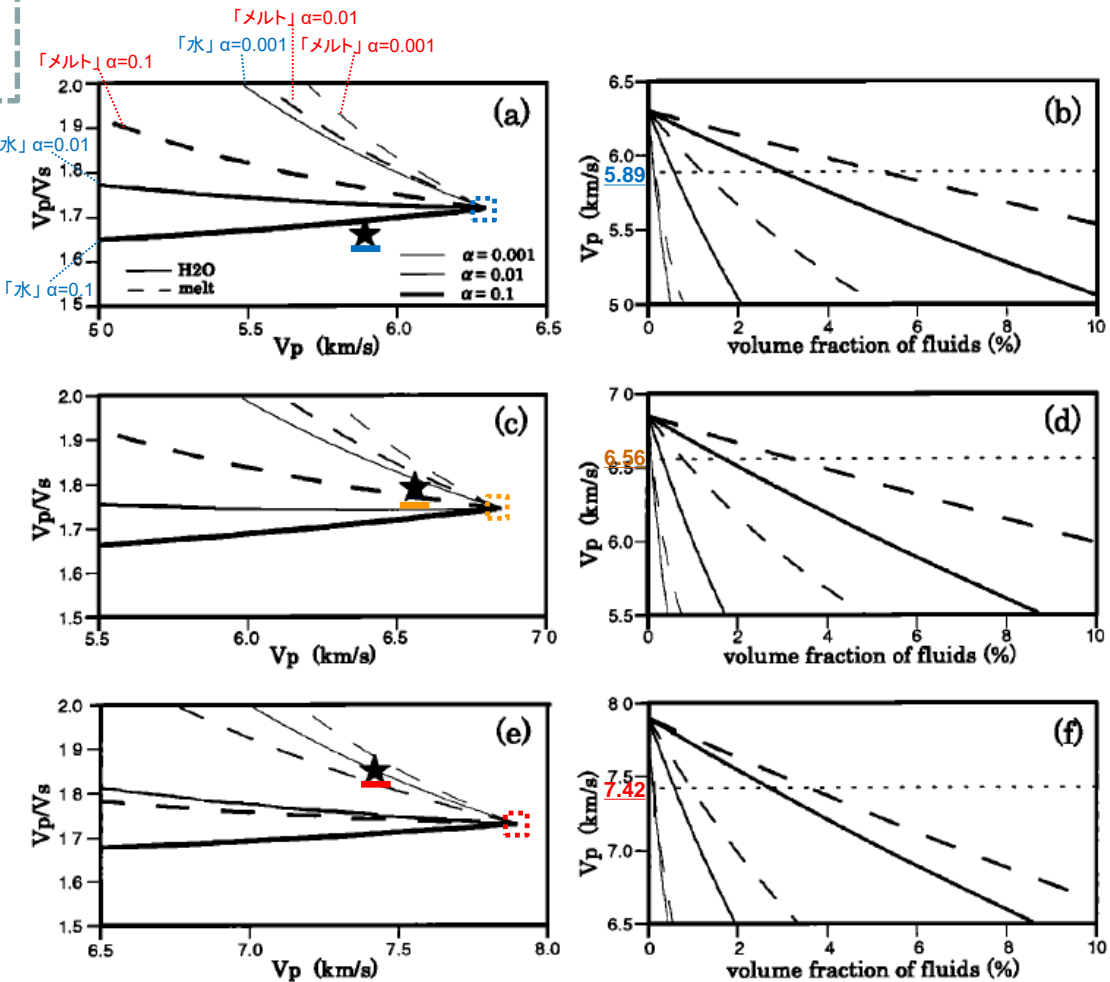 「メルト」 α=0.01
「水」 α=0.001
「メルト」 α=0.001
「メルト」 α=0.1
水」 α=0.01
「水」 α=0.1
(a)
2.0
1 9
1.8
1.7
1.6
1 5
Vp/Vs
H2O
melt
α = 0.001
α = 0.01
α = 0.1
5 0
5.5
6.0
6.5
Vp (km/s)
(b)
6.5
6.0
5.89
5.5
5 0
Vp (km/s)
0
2
4
6
8
10
volume fraction of fluids (%)
(c)
2.0
1.9
1.8
1.7
1.6
1.5
Vp/Vs
5.5
6.0
6.5
7 0
Vp (km/s)
(d)
7 0
6.56
6.5
6.0
5.5
Vp (km/s)
0
2
4
6
8
10
volume fraction of fluids (%)
(e)
2.0
1 9
1.8
1.7
1.6
1.5
Vp/Vs
6.5
7.0
7.5
8.0
Vp (km/s)
(f)
8 0
7.5
7.42
7.0
6.5
Vp (km/s)
0
2
4
6
8
10
volume fraction of fluids (%)